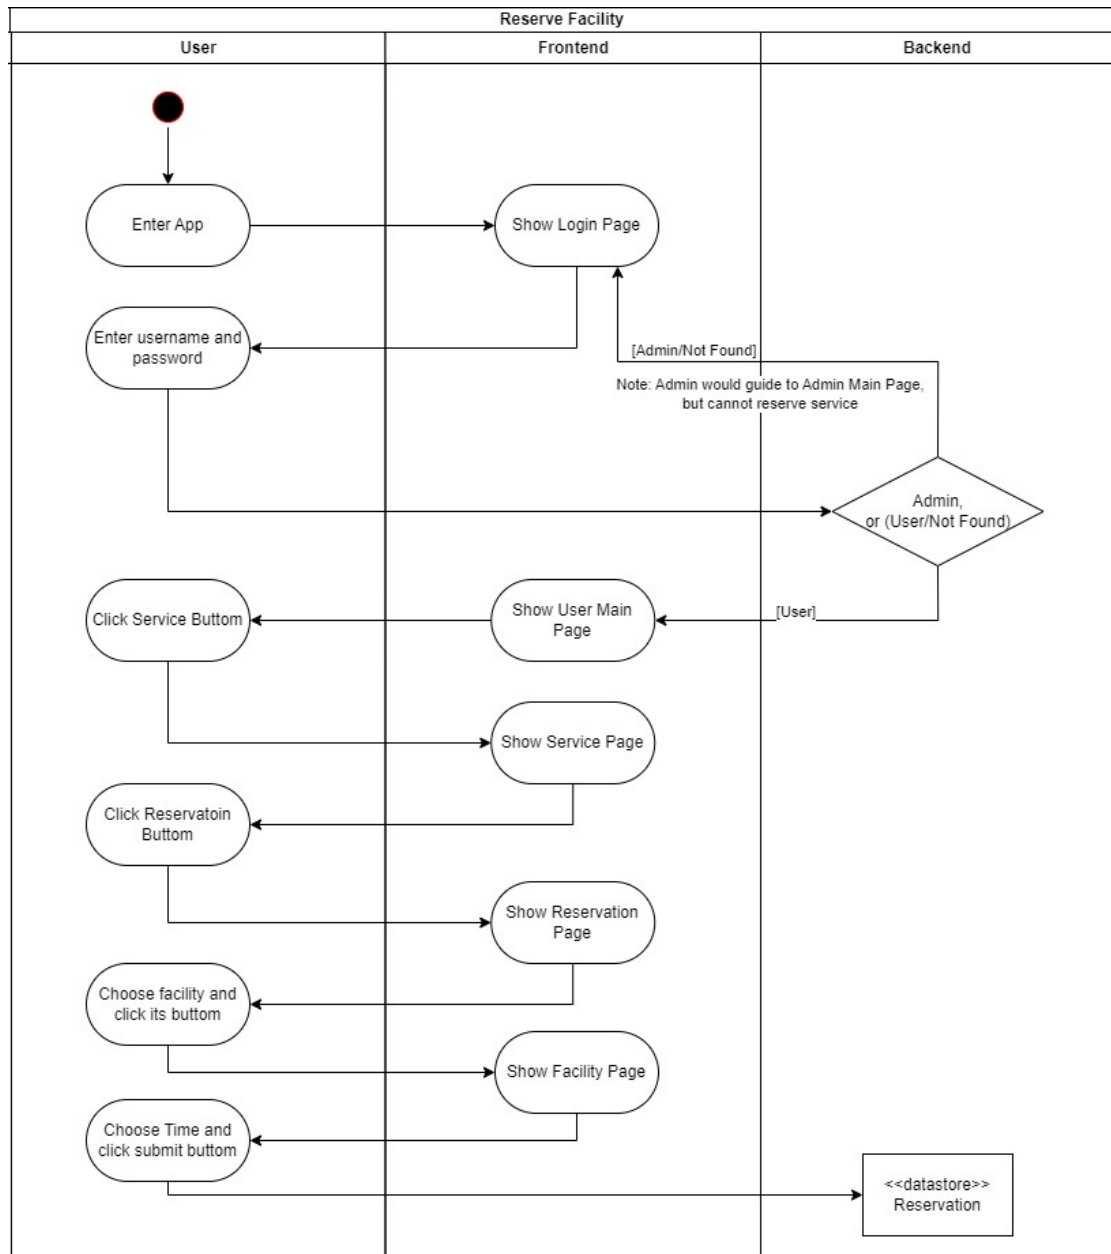 Reserve Facility
User
Frontend
Backend
Enter App
Show Login Page
Enter username and
password
[Admin/Not Found]
Note: Admin would guide to Admin Main Page,
but cannot reserve service
Admin,
or (User/Not Found)
Click Service Buttom
Show User Main
Page
[User]
Show Service Page
Click Reservatoin
Buttom
Show Reservation
Page
Choose facility and
click its buttom
Show Facility Page
Choose Time and
click submit buttom
<<datastore>>
Reservation